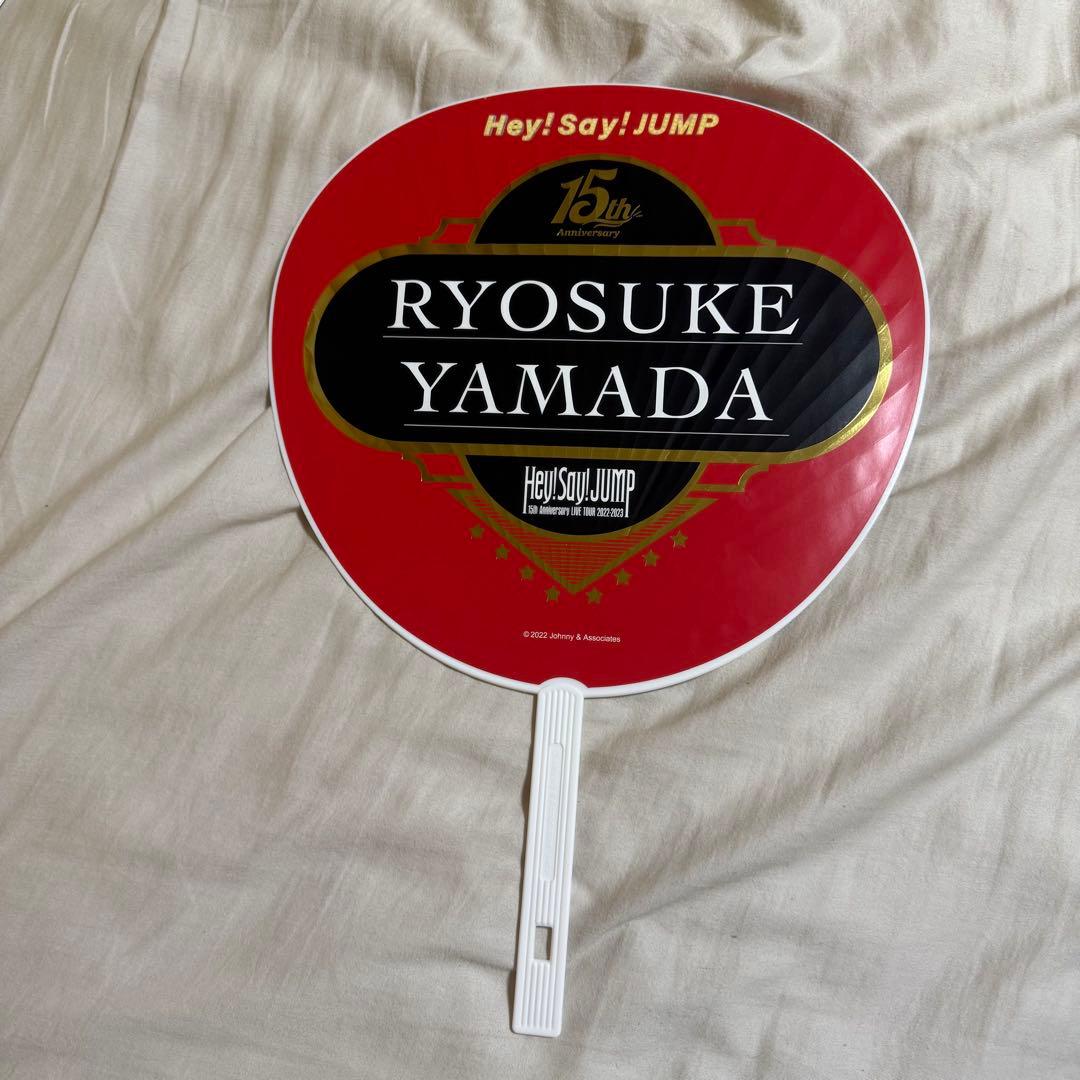 Hey! Say! JUMP
15th
Anniversary
RYOSUKE
YAMADA
Hey! Say! JUMP
15th Anniversary LIVE TOUR 2022-2023
© 2022 Johnny & Associates